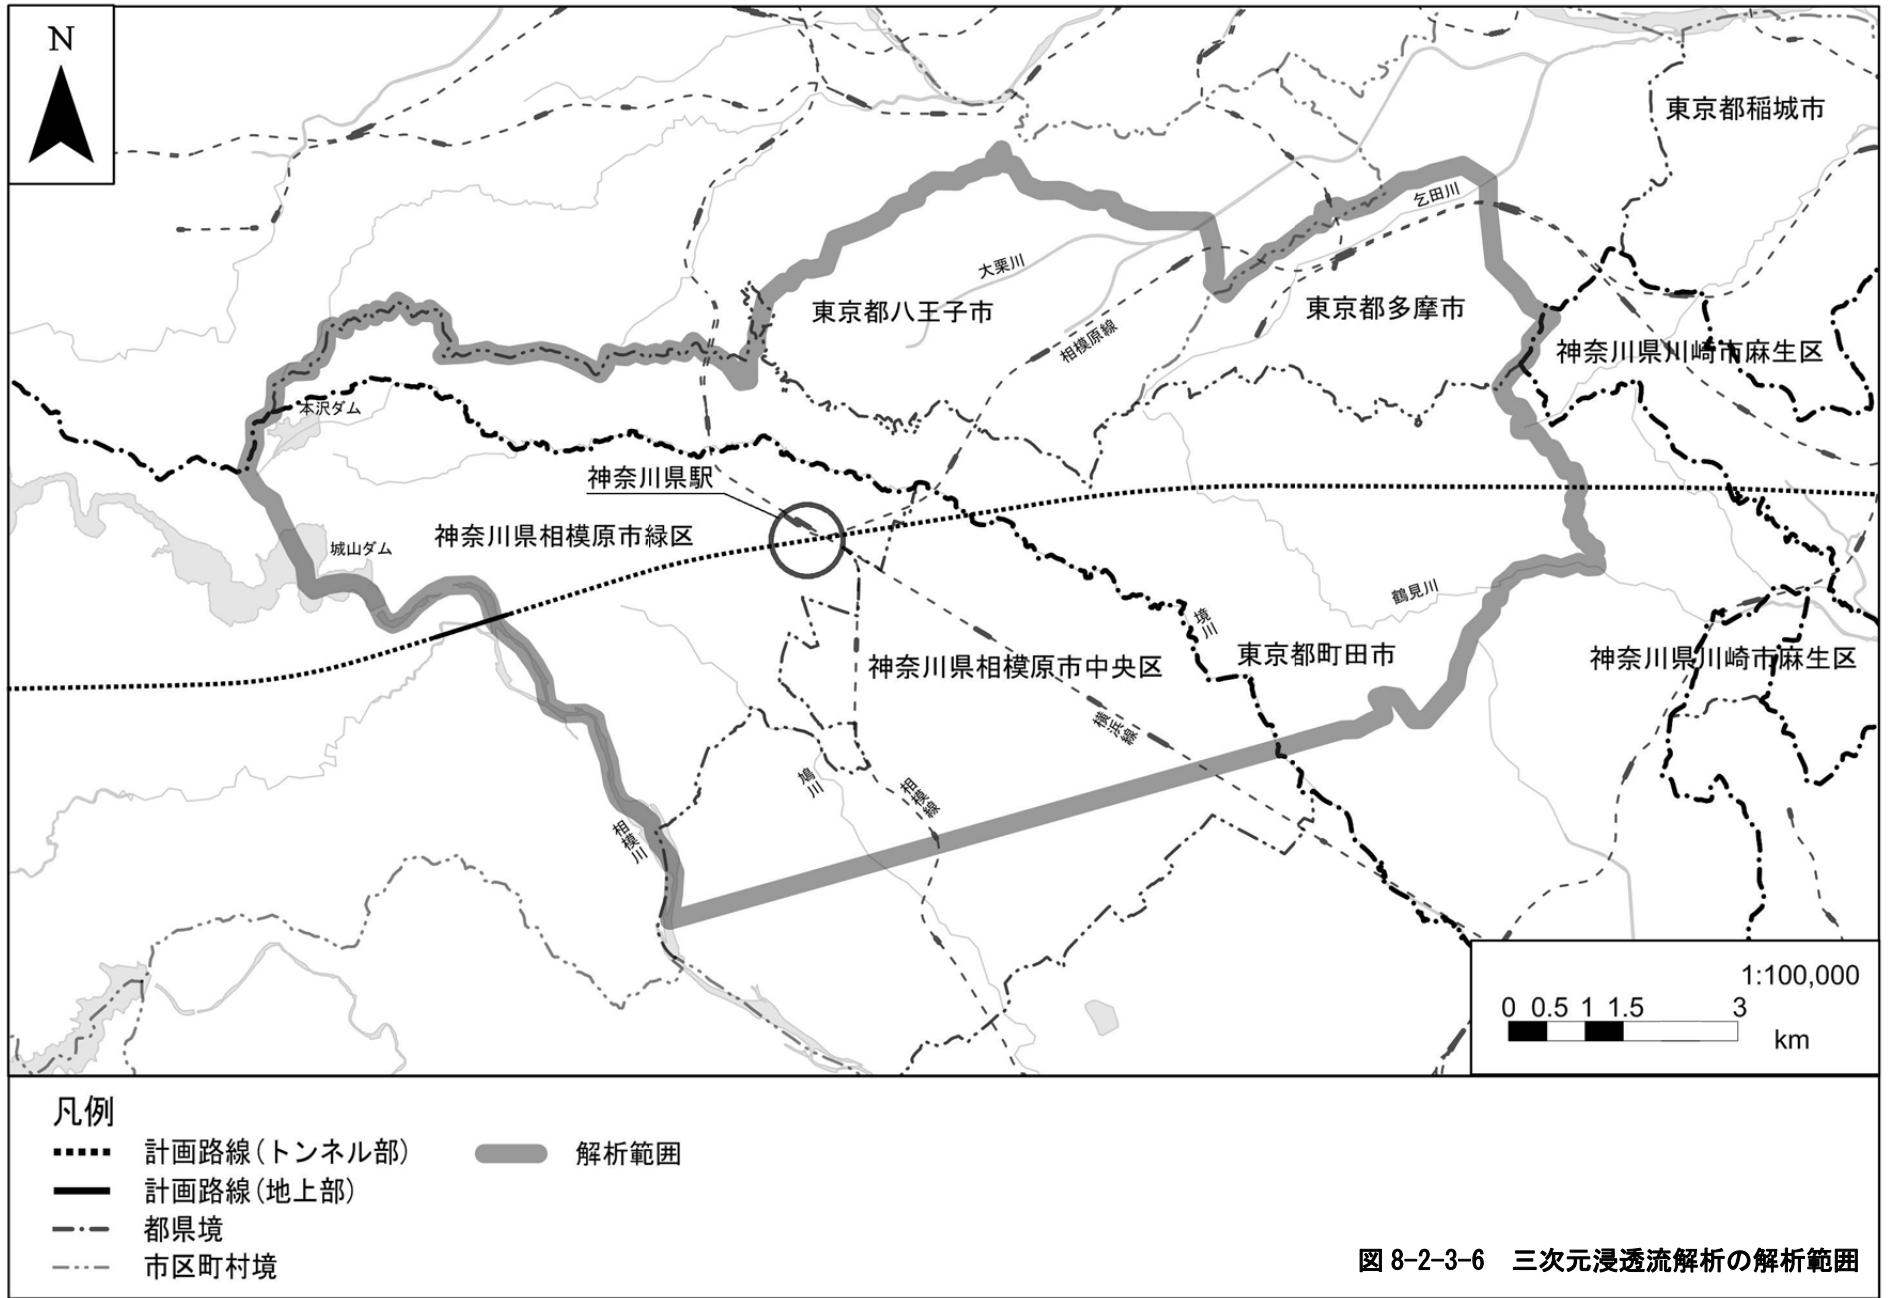 N
東京都稲城市
乞田川
大栗川
東京都八王子市
東京都多摩市
相模原線
神奈川県川崎市麻生区
本沢ダム
神奈川県駅
城山ダム
神奈川県相模原市緑区
鶴見川
境川
東京都町田市
神奈川県相模原市中央区
神奈川県川崎市麻生区
横浜線
鳩川
相模線
相模川
1:100,000
0 0.5 1 1.5 3
km
凡例
計画路線(トンネル部)
解析範囲
計画路線(地上部)
都県境
市区町村境
図 8-2-3-6 三次元浸透流解析の解析範囲